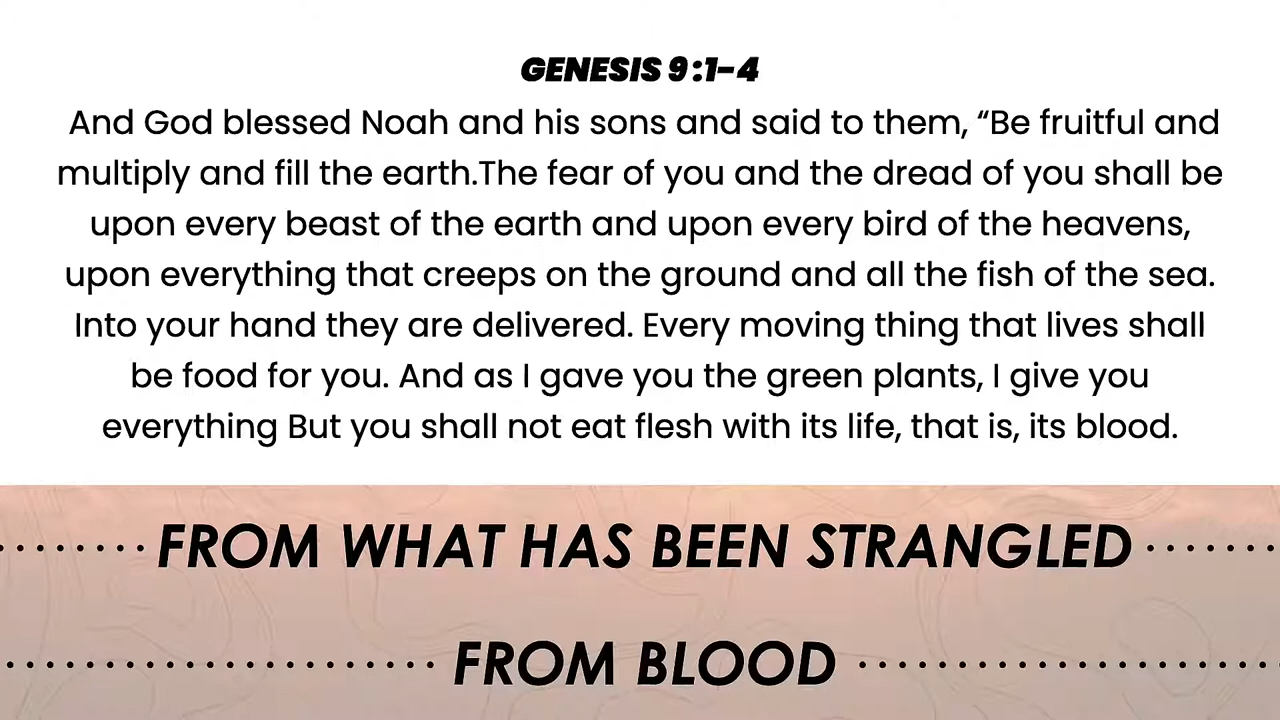 GENESIS 9:1-4
And God blessed Noah and his sons and said to them, “Be fruitful and
multiply and fill the earth.The fear of you and the dread of you shall be
upon every beast of the earth and upon every bird of the heavens,
upon everything that creeps on the ground and all the fish of the sea.
Into your hand they are delivered. Every moving thing that lives shall
be food for you. And as I gave you the green plants, I give you
everything But you shall not eat flesh with its life, that is, its blood.
FROM WHAT HAS BEEN STRANGLED
FROM BLOOD